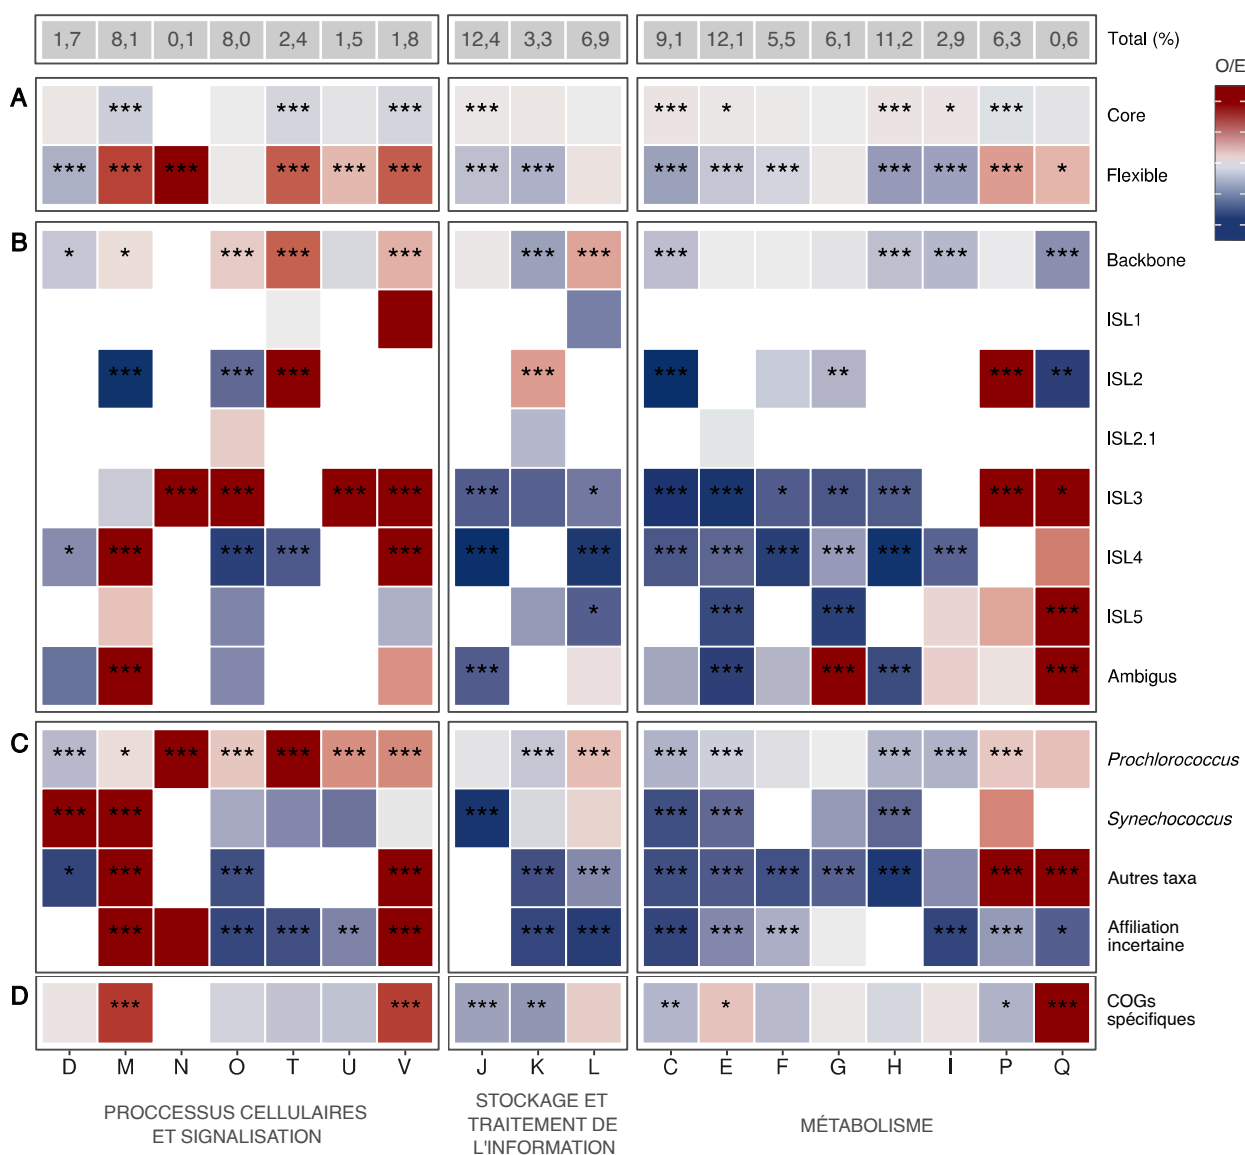 1,7 8,1 0,1 8,0 2,4 1,5 1,8 12,4 3,3 6,9 9,1 12,1 5,5 6,1 11,2 2,9 6,3 0,6 Total (%)
O/E
A
*** *** *** *** *** * *** * *** Core
*** *** *** *** *** *** *** *** *** *** *** *** *** *** * Flexible
B
* * *** *** *** *** *** *** *** *** *** Backbone
ISL1
*** *** *** *** *** ** *** ** ISL2
ISL2.1
*** *** *** *** *** * *** *** * ** *** *** * ISL3
* *** *** *** *** *** *** *** *** *** *** *** *** ISL4
* *** *** *** ISL5
*** *** *** *** *** *** Ambigus
C
*** * *** *** *** *** *** *** *** *** *** *** *** *** Prochlorococcus
*** *** *** *** *** *** Synechococcus
* *** *** *** *** *** *** *** *** *** *** *** *** Autres taxa
*** *** *** ** *** *** *** *** *** *** *** *** * Affiliation
incertaine
D
*** *** *** ** ** * * *** COGs
spécifiques
D M N O T U V J K L C E F G H I P Q
PROCCESSUS CELLULAIRES
ET SIGNALISATION
STOCKAGE ET
TRAITEMENT DE
L'INFORMATION
MÉTABOLISME